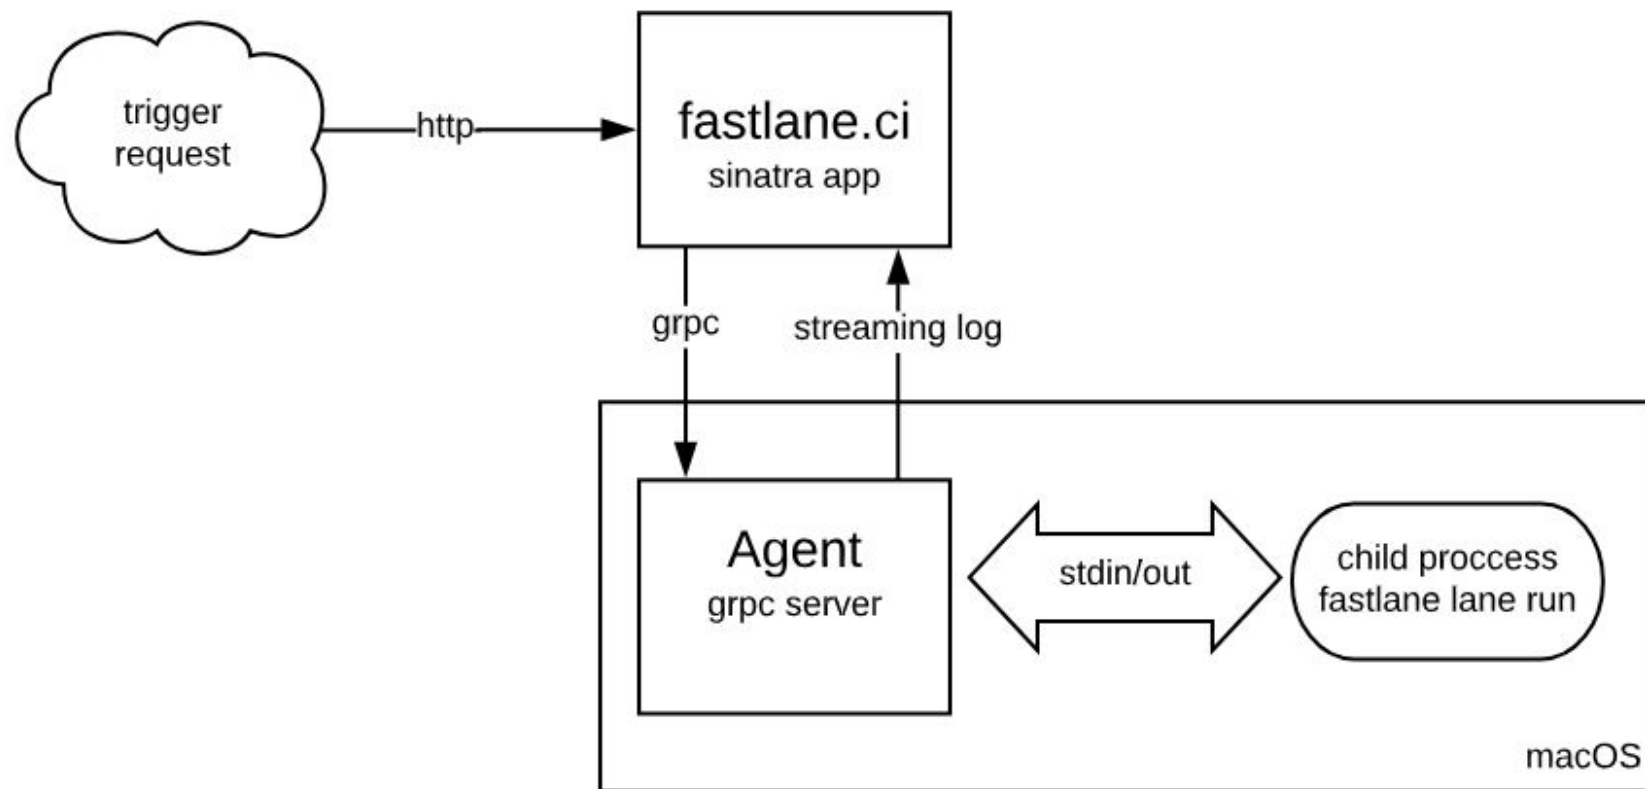 trigger
request
http
fastlane.ci
sinatra app
grpc
streaming log
Agent
grpc server
stdin/out
child proccess
fastlane lane run
macOS